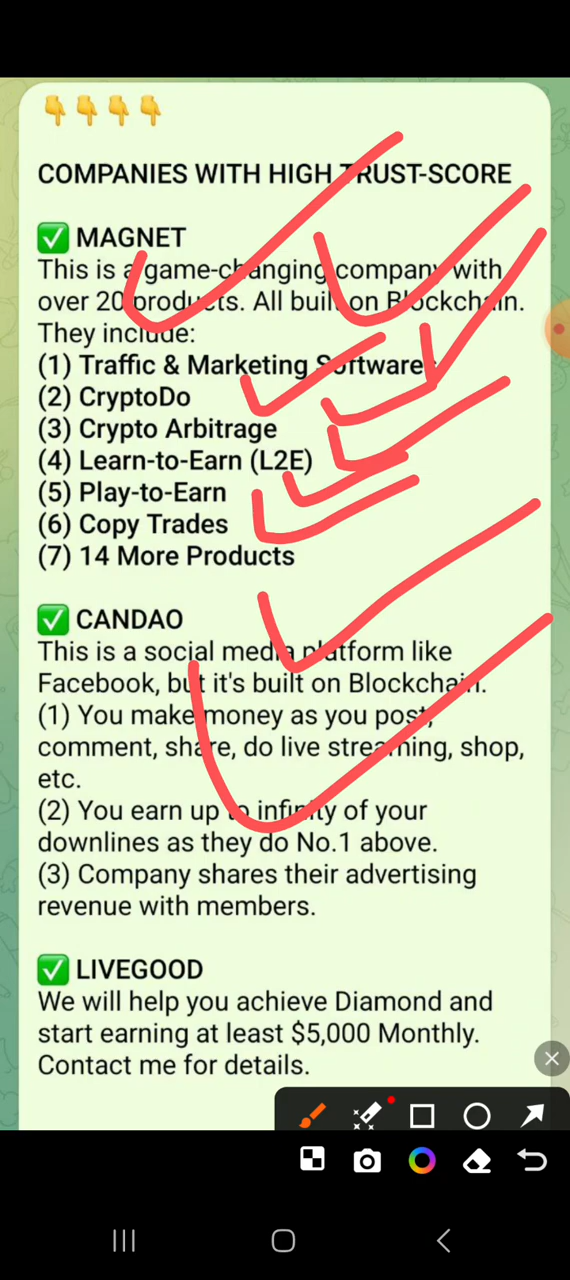 👇👇👇👇
COMPANIES WITH HIGH TRUST-SCORE
✅ MAGNET
This is a game-changing company with
over 20 products. All built on Blockchain.
They include:
(1) Traffic & Marketing Software
(2) CryptoDo
(3) Crypto Arbitrage
(4) Learn-to-Earn (L2E)
(5) Play-to-Earn
(6) Copy Trades
(7) 14 More Products
✅ CANDAO
This is a social media platform like
Facebook, but it's built on Blockchain.
(1) You make money as you post,
comment, share, do live streaming, shop,
etc.
(2) You earn up to infinity of your
downlines as they do No.1 above.
(3) Company shares their advertising
revenue with members.
✅ LIVEGOOD
We will help you achieve Diamond and
start earning at least $5,000 Monthly.
Contact me for details.